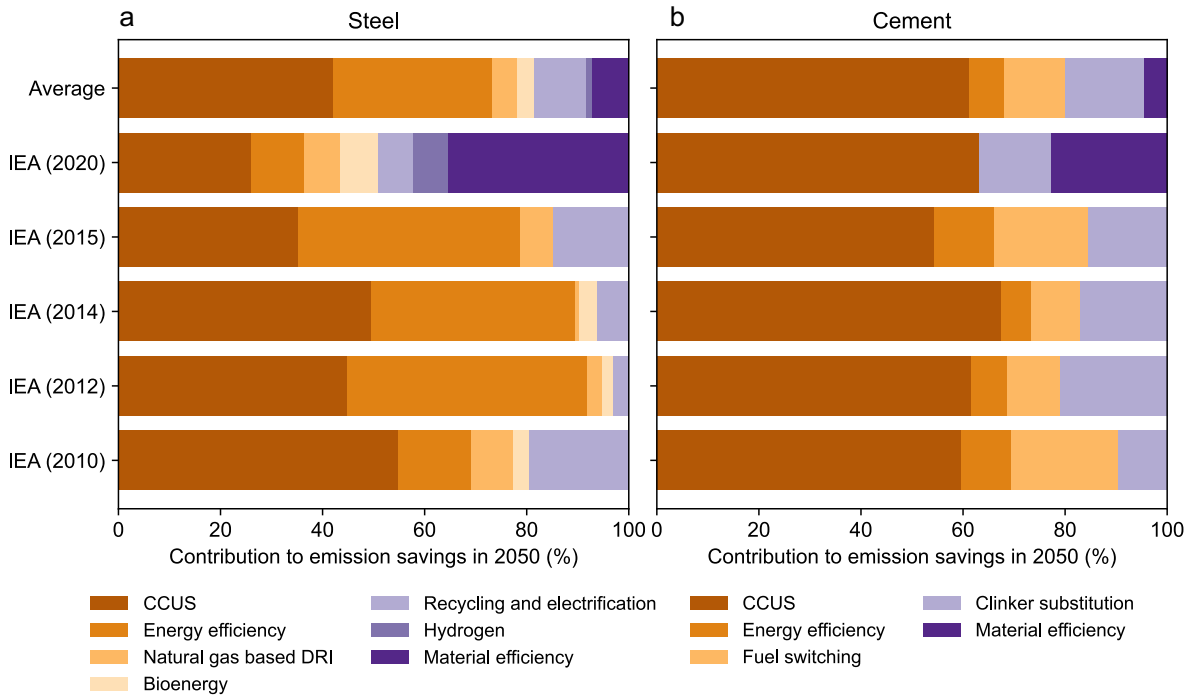 a
Steel
b
Cement
Average
IEA (2020)
IEA (2015)
IEA (2014)
IEA (2012)
IEA (2010)
0 20 40 60 80 100
0 20 40 60 80 100
Contribution to emission savings in 2050 (%)
Contribution to emission savings in 2050 (%)
CCUS
Energy efficiency
Natural gas based DRI
Bioenergy
Recycling and electrification
Hydrogen
Material efficiency
CCUS
Energy efficiency
Fuel switching
Clinker substitution
Material efficiency